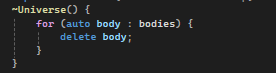 ~Universe() {
for (auto body : bodies) {
delete body;
}
}